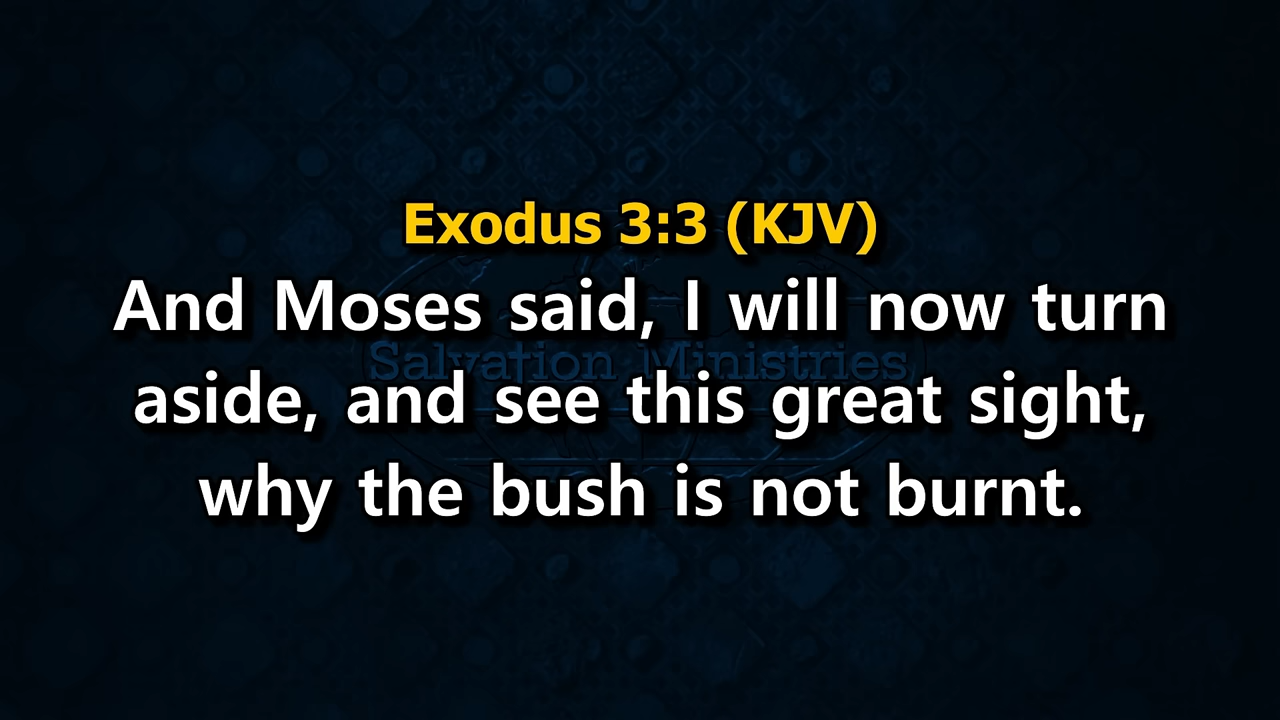 Exodus 3:3 (KJV)
And Moses said, I will now turn
Salvation Ministries
aside, and see this great sight,
why the bush is not burnt.